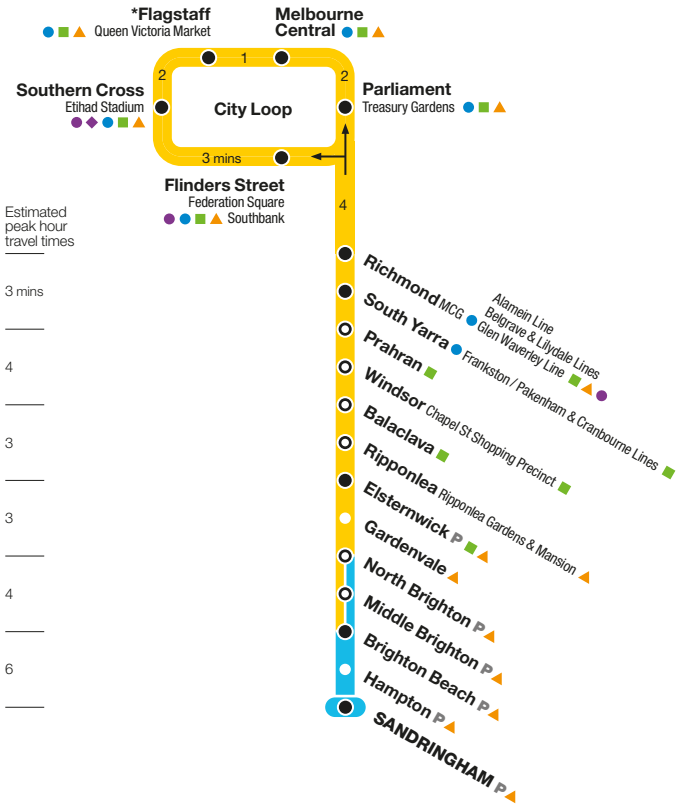 *Flagstaff
Queen Victoria Market
Melbourne
Central
2
1
2
Southern Cross
Etihad Stadium
City Loop
Parliament
Treasury Gardens
3 mins
Flinders Street
Federation Square
Southbank
4
Estimated
peak hour
travel times
3 mins
4
3
3
4
6
Richmond MCG
Alamein Line
Belgrave & Lilydale Lines
Glen Waverley Line
South Yarra Frankston / Pakenham & Cranbourne Lines
Prahran
Windsor Chapel St Shopping Precinct
Balaclava
Ripponlea Ripponlea Gardens & Mansion
Elsternwick P
Gardenvale
North Brighton P
Middle Brighton P
Brighton Beach P
Hampton P
SANDRINGHAM P